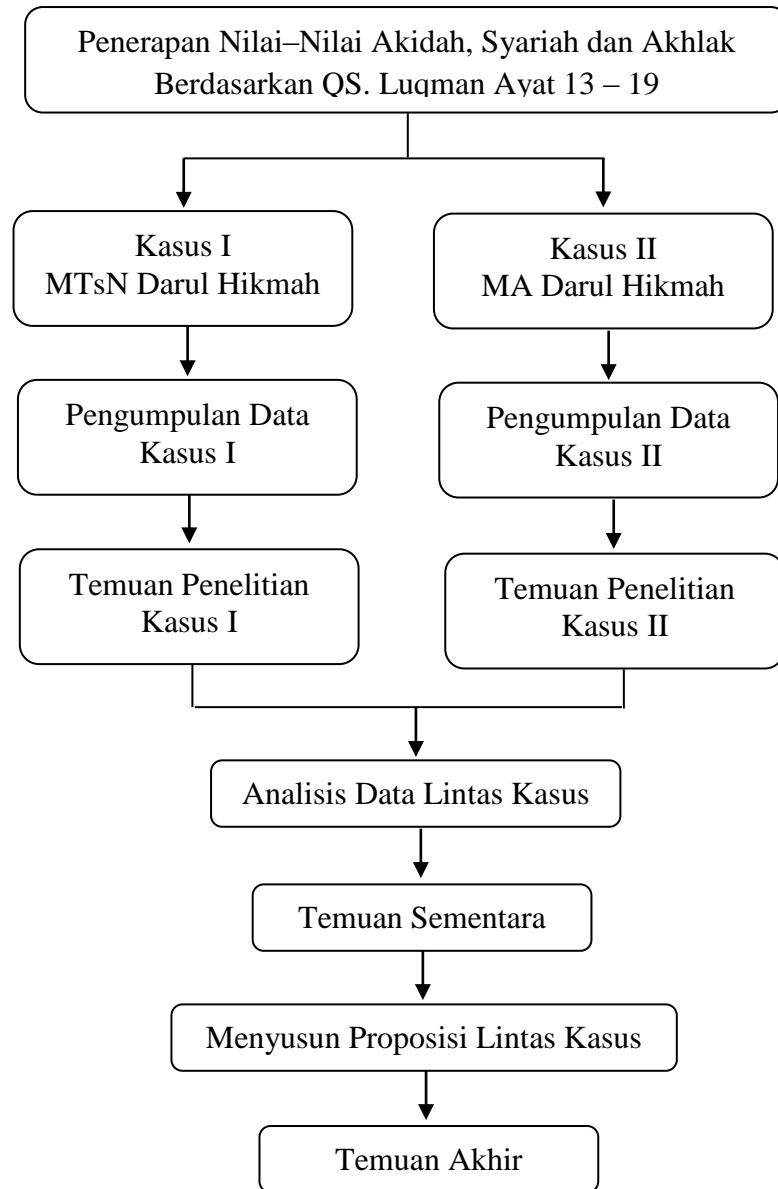 Penerapan Nilai–Nilai Akidah, Syariah dan Akhlak
Berdasarkan QS. Luqman Ayat 13 – 19
Kasus I
MTsN Darul Hikmah
Kasus II
MA Darul Hikmah
Pengumpulan Data
Kasus I
Pengumpulan Data
Kasus II
Temuan Penelitian
Kasus I
Temuan Penelitian
Kasus II
Analisis Data Lintas Kasus
Temuan Sementara
Menyusun Proposisi Lintas Kasus
Temuan Akhir